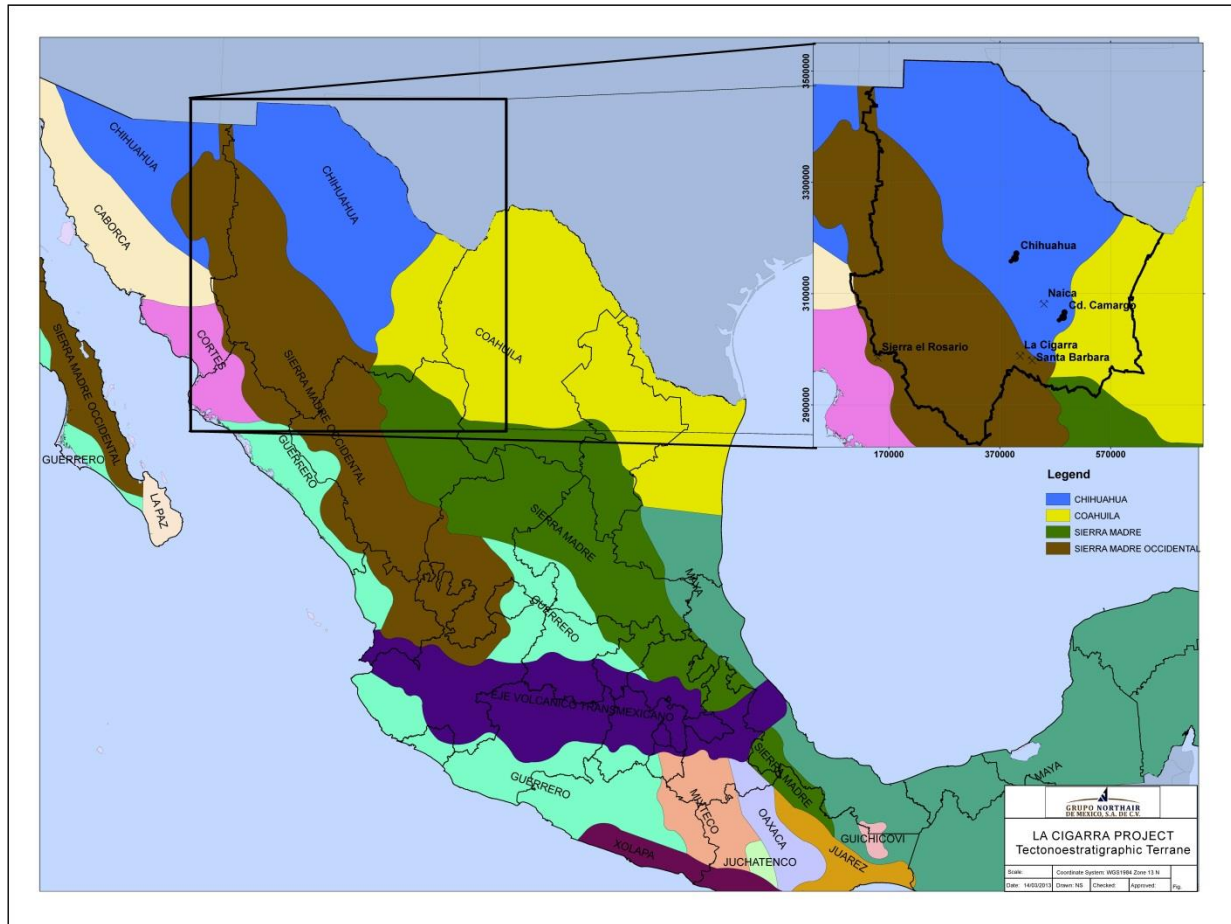 CHIHUAHUA
CHIHUAHUA
CABORCA
CORTES
SIERRA MADRE OCCIDENTAL
COAHUILA
SIERRA MADRE OCCIDENTAL
GUERRERO
LA PAZ
GUERRERO
SIERRA MADRE
MAYA
GUERRERO
EJE VOLCANICO TRANSMEXICANO
GUERRERO
SIERRA MADRE
MIXTECO
OAXACA
XOLAPA
JUCHATENCO
JUAREZ
GUICHICOVI
MAYA
3500000
3300000
3100000
2900000
Chihuahua
Naica
Cd. Camargo
La Cigarra
Santa Barbara
Sierra el Rosario
170000 370000 570000
Legend
CHIHUAHUA
COAHUILA
SIERRA MADRE
SIERRA MADRE OCCIDENTAL
GRUPO NORTHAIR
DE MEXICO, S.A. DE C.V.
LA CIGARRA PROJECT
Tectonoestratigraphic Terrane
Scale: Coordinate System: WGS1984 Zone 13 N
Date: 14/03/2013 Drawn: NS Checked: Approved: Fig.